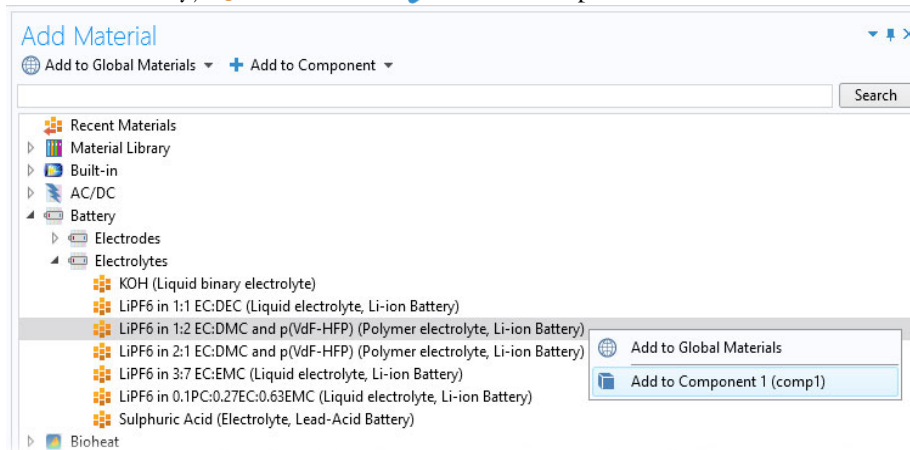 Add Material
Add to Global Materials + Add to Component
Search
Recent Materials
Material Library
Built-in
AC/DC
Battery
Electrodes
Electrolytes
KOH (Liquid binary electrolyte)
LiPF6 in 1:1 EC:DEC (Liquid electrolyte, Li-ion Battery)
LiPF6 in 1:2 EC:DMC and p(VdF-HFP) (Polymer electrolyte, Li-ion Battery)
Add to Global Materials
LiPF6 in 2:1 EC:DMC and p(VdF-HFP) (Polymer electrolyte, Li-ion Battery)
LiPF6 in 3:7 EC:EMC (Liquid electrolyte, Li-ion Battery)
Add to Component 1 (comp1)
LiPF6 in 0.1PC:0.27EC:0.63EMC (Liquid electrolyte, Li-ion Battery)
Sulphuric Acid (Electrolyte, Lead-Acid Battery)
Bioheat